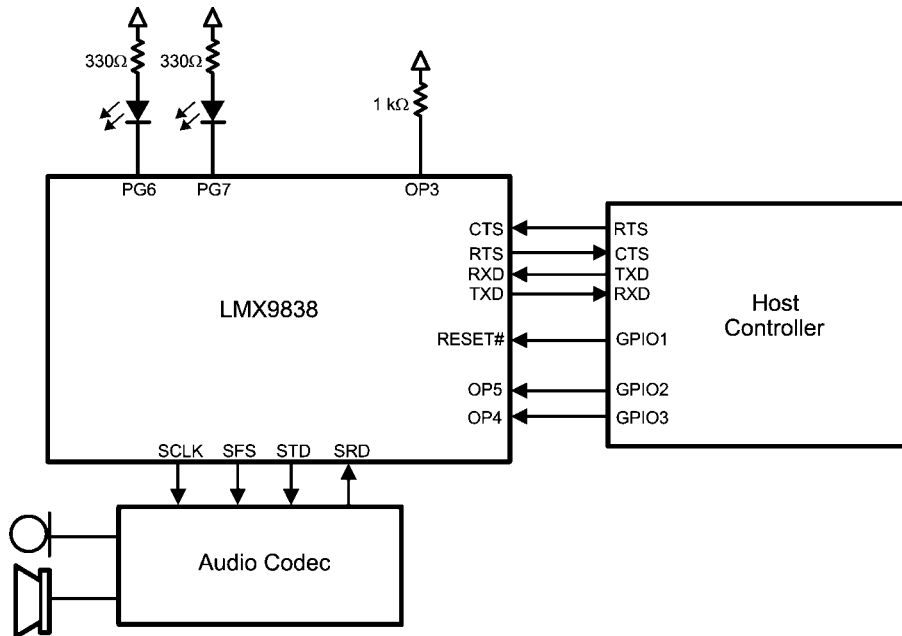 330Ω 330Ω
1 kΩ
PG6 PG7 OP3
CTS RTS
RTS CTS
RXD TXD
TXD RXD
LMX9838
Host
Controller
RESET# GPIO1
OP5 GPIO2
OP4 GPIO3
SCLK SFS STD SRD
Audio Codec